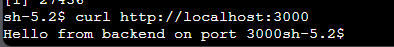 sh-5.2$ curl http://localhost:3000
Hello from backend on port 3000sh-5.2$